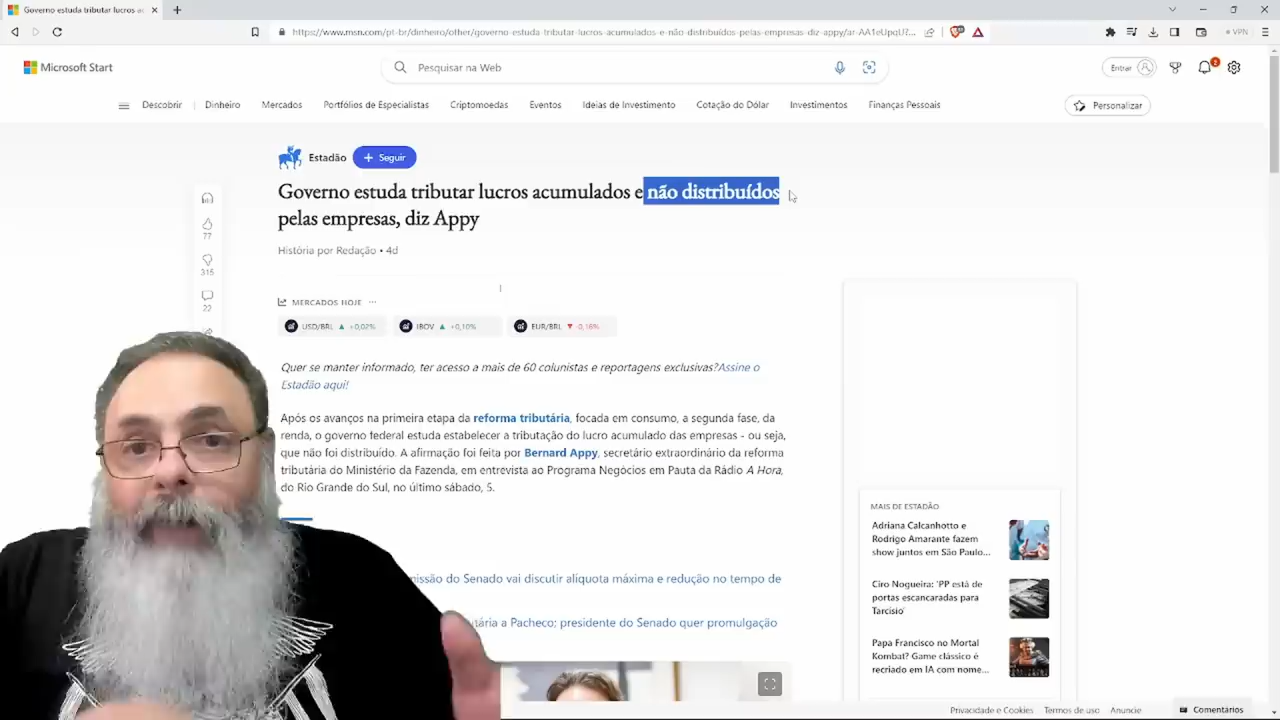 Governo estuda tributar lucros ac
https://www.msn.com/pt-br/dinheiro/other/governo-estuda-tributar-lucros-acumulados-e-não-distribuídos-pelas-empresas-diz-appy/ar-AA1eUpqU?...
VPN
Microsoft Start
Pesquisar na Web
Entrar
2
Descobrir
Dinheiro
Mercados
Portfólios de Especialistas
Criptomoedas
Eventos
Ideias de Investimento
Cotação do Dólar
Investimentos
Finanças Pessoais
Personalizar
Estadão
+ Seguir
Governo estuda tributar lucros acumulados e não distribuídos
pelas empresas, diz Appy
História por Redação • 4d
77
315
22
MERCADOS HOJE ...
USD/BRL ▲ +0,02%
IBOV ▲ +0,10%
EUR/BRL ▼ -0,16%
Quer se manter informado, ter acesso a mais de 60 colunistas e reportagens exclusivas?Assine o
Estadão aqui!
Após os avanços na primeira etapa da reforma tributária, focada em consumo, a segunda fase, da
renda, o governo federal estuda estabelecer a tributação do lucro acumulado das empresas - ou seja,
que não foi distribuído. A afirmação foi feita por Bernard Appy, secretário extraordinário da reforma
tributária do Ministério da Fazenda, em entrevista ao Programa Negócios em Pauta da Rádio A Hora,
do Rio Grande do Sul, no último sábado, 5.
missão do Senado vai discutir alíquota máxima e redução no tempo de
utária a Pacheco; presidente do Senado quer promulgação
MAIS DE ESTADÃO
Adriana Calcanhotto e
Rodrigo Amarante fazem
show juntos em São Paulo...
Ciro Nogueira: 'PP está de
portas escancaradas para
Tarcísio'
Papa Francisco no Mortal
Kombat? Game clássico é
recriado em IA com nome...
Privacidade e Cookies
Termos de uso
Anuncie
Comentários